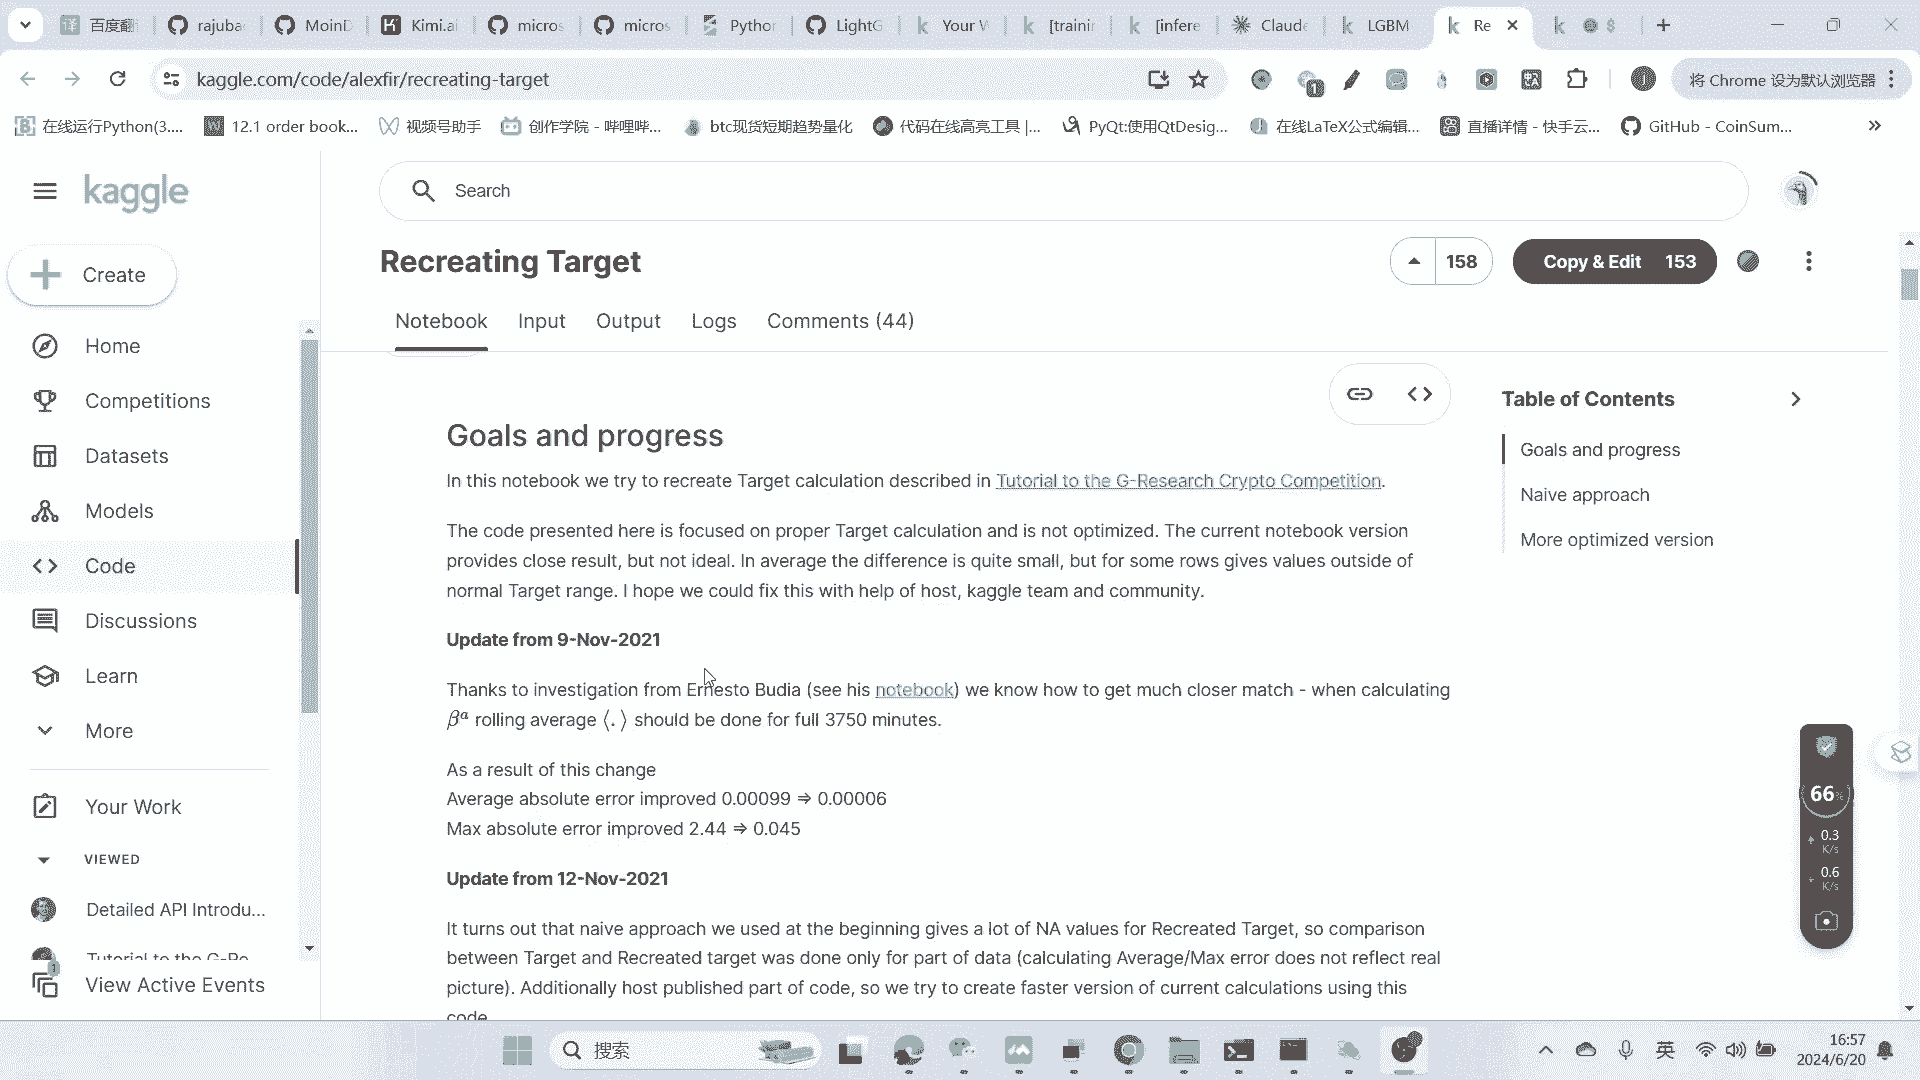 百度翻
rajuba
MoinD
Kimi.ai
micros
micros
Python
LightG
Your W
[trainin
[infere
Claude
LGBM
Re
kaggle.com/code/alexfir/recreating-target
将 Chrome 设为默认浏览器
在线运行Python(3....
12.1 order book...
视频号助手
创作学院 - 哔哩哔...
btc现货短期趋势量化
代码在线高亮工具 |...
PyQt:使用QtDesig...
在线LaTeX公式编辑...
直播详情 - 快手云...
GitHub - CoinSum...
kaggle
Search
Create
Recreating Target
158
Copy & Edit 153
Notebook
Input
Output
Logs
Comments (44)
Home
Competitions
Datasets
Models
Code
Discussions
Learn
More
Your Work
VIEWED
Detailed API Introdu...
Tutorial to the G-Re
View Active Events
Goals and progress
In this notebook we try to recreate Target calculation described in Tutorial to the G-Research Crypto Competition.
The code presented here is focused on proper Target calculation and is not optimized. The current notebook version
provides close result, but not ideal. In average the difference is quite small, but for some rows gives values outside of
normal Target range. I hope we could fix this with help of host, kaggle team and community.
Update from 9-Nov-2021
Thanks to investigation from Ernesto Budia (see his notebook) we know how to get much closer match - when calculating
βᵃ rolling average ⟨.⟩ should be done for full 3750 minutes.
As a result of this change
Average absolute error improved 0.00099 ⇒ 0.00006
Max absolute error improved 2.44 ⇒ 0.045
Update from 12-Nov-2021
It turns out that naive approach we used at the beginning gives a lot of NA values for Recreated Target, so comparison
between Target and Recreated target was done only for part of data (calculating Average/Max error does not reflect real
picture). Additionally host published part of code, so we try to create faster version of current calculations using this
code
Table of Contents
Goals and progress
Naive approach
More optimized version
66%
0.3
K/s
0.6
K/s
搜索
英
16:57
2024/6/20